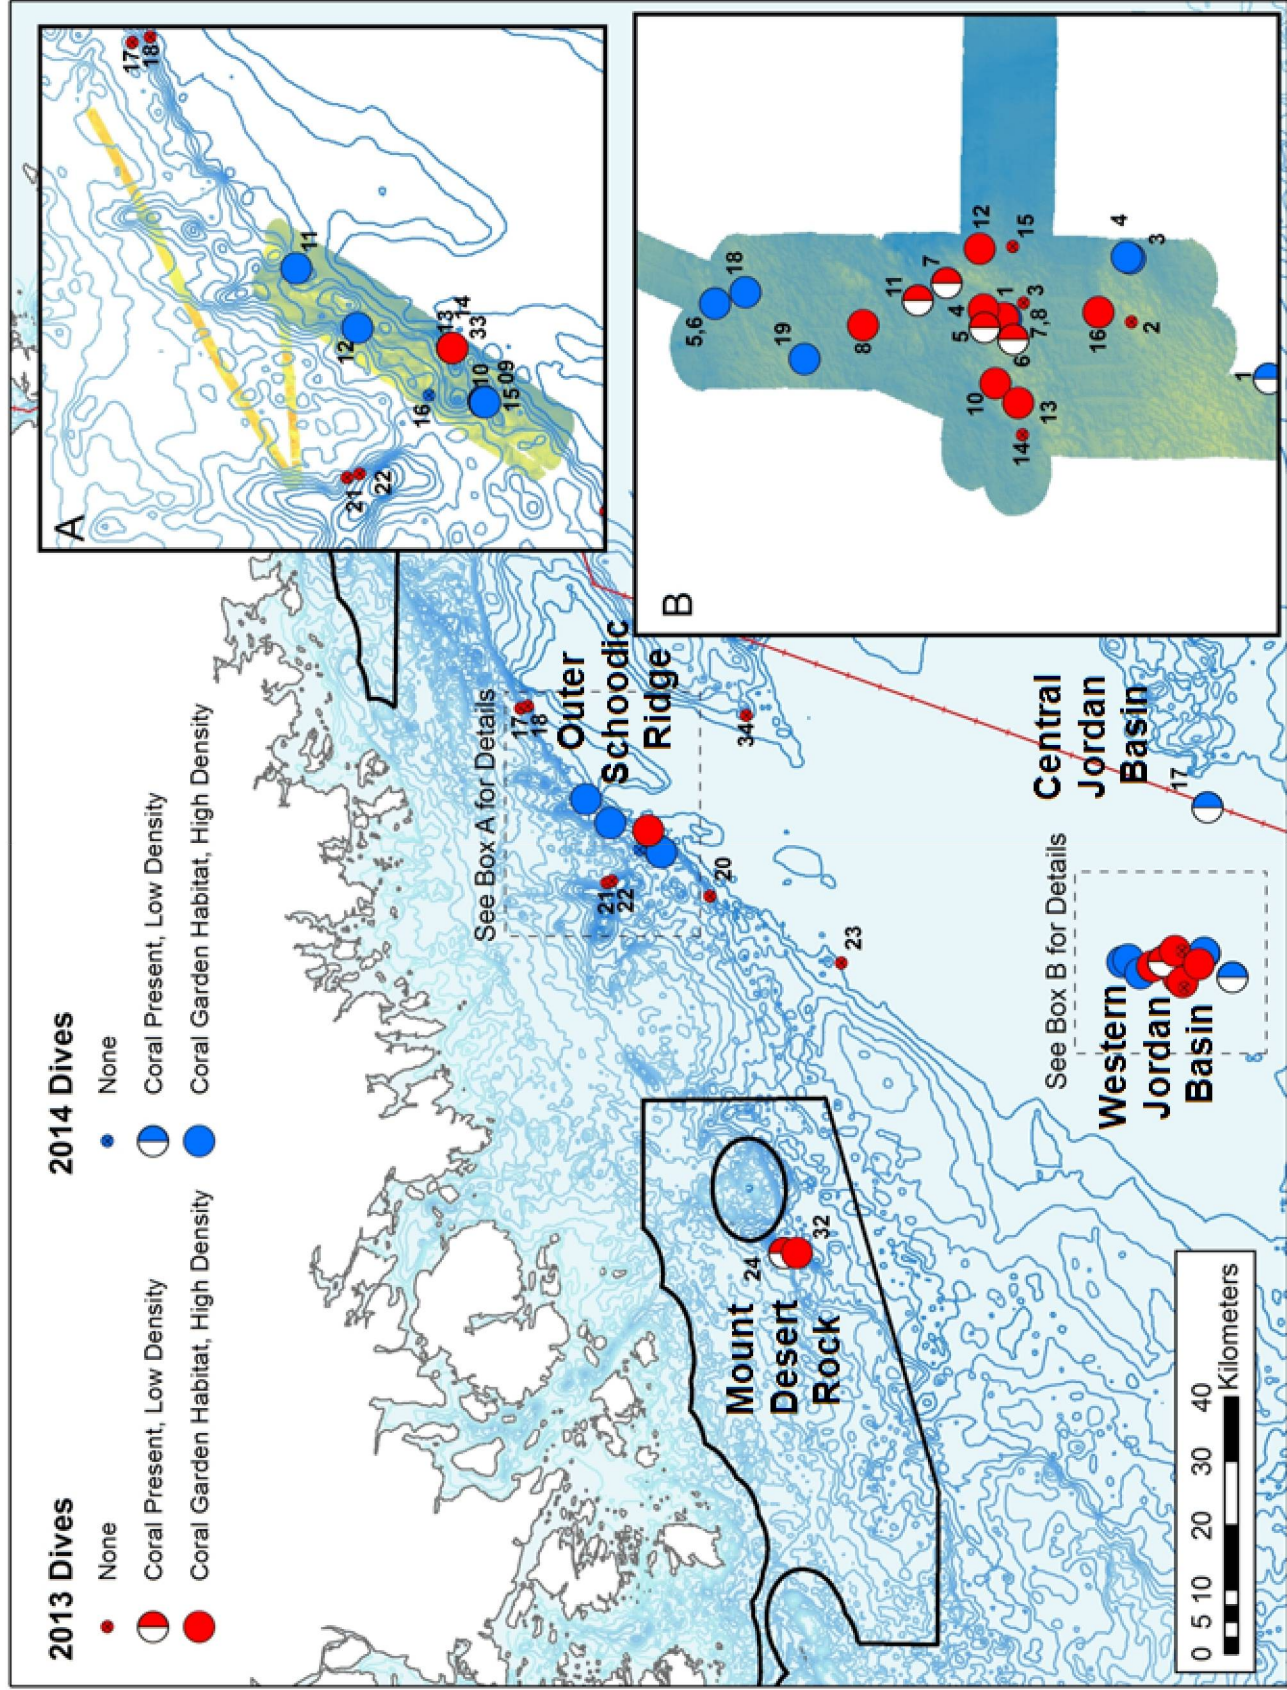 2013 Dives
None
Coral Present, Low Density
Coral Garden Habitat, High Density
2014 Dives
None
Coral Present, Low Density
Coral Garden Habitat, High Density
A
17
18
11
12
13
14
33
10
09
15
16
21
22
B
5,6
18
19
8
11
7
12
15
4
5
1
3
7,8
6
10
13
14
16
2
4
3
1
See Box A for Details
17
18
Outer
Schoodic
Ridge
21
22
20
23
34
Mount
Desert
Rock
24
32
See Box B for Details
Western
Jordan
Basin
Central
Jordan
Basin
17
0 5 10 20 30 40
Kilometers